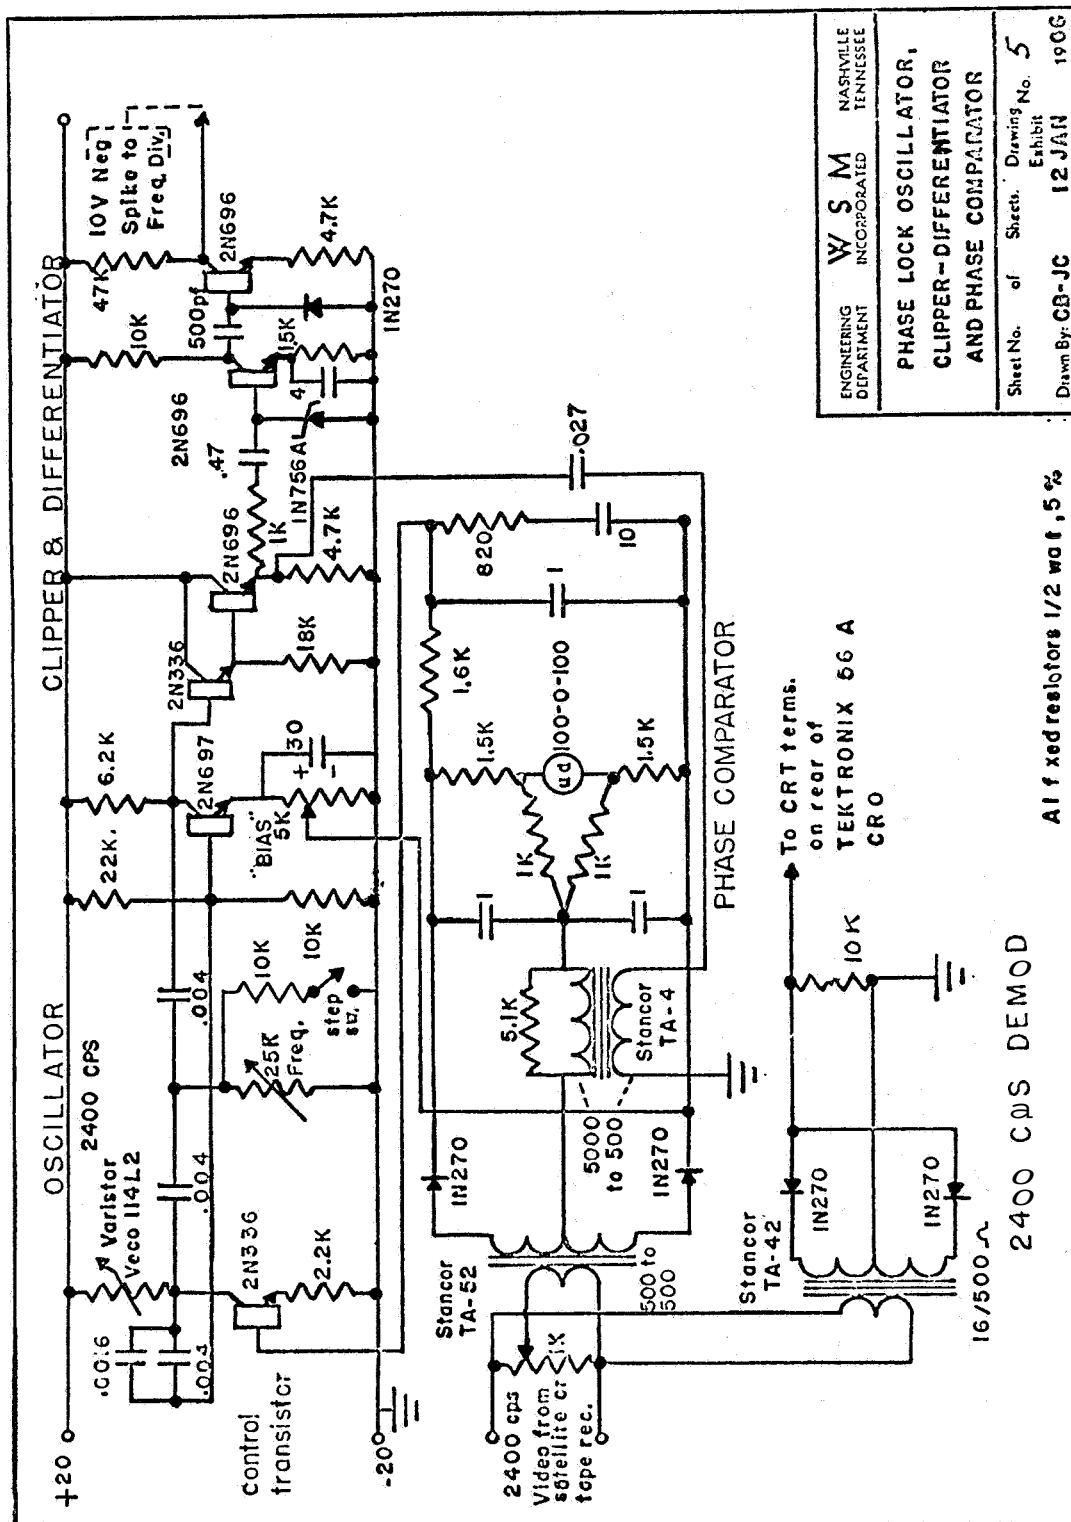 OSCILLATOR
CLIPPER & DIFFERENTIATOR
+20
2400 CPS
Varistor
Veco 114L2
22K.
6.2K
10K
47K
10V Neg
Spike to
Freq. Div.
.0016
.004
.004
2N336
2.2K
control
transistor
-20
25K
Freq.
10K
step
sw.
10K
2N697
"BIAS"
5K
+
30
-
2N336
18K
2N696
1K
4.7K
.47
2N696
1N756A
4
1.5K
500pf
2N696
4.7K
1N270
.027
1N270
5.1K
Stancor
TA-4
5000
to 500
1N270
1
1
1K
1K
1.5K
100-0-100
1.5K
1.6K
1
820
10
PHASE COMPARATOR
Stancor
TA-52
500 to
500
1K
2400 cps
Video from
satellite or
tape rec.
Stancor
TA-42
16/500Ω
1N270
1N270
10K
To CRT terms.
on rear of
TEKTRONIX 56 A
CRO
2400 CPS DEMOD
All fxed resistors 1/2 wat, 5%
ENGINEERING DEPARTMENT
W S M
INCORPORATED
NASHVILLE TENNESSEE
PHASE LOCK OSCILLATOR,
CLIPPER-DIFFERENTIATOR
AND PHASE COMPARATOR
Sheet No. of Sheets. Drawing No. 5
Exhibit
Drawn By: CB-JC 12 JAN